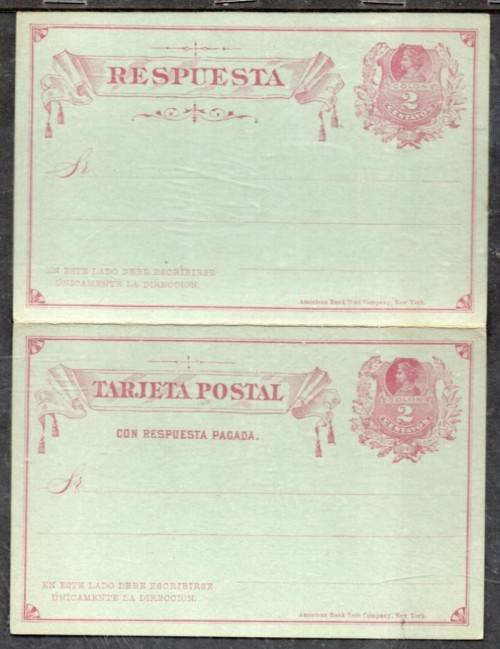 RESPUESTA
COLON
2
CENTAVOS
Sr.
EN ESTE LADO DEBE ESCRIBIRSE
ÚNICAMENTE LA DIRECCION.
American Bank Note Company, New York.
TARJETA POSTAL
CON RESPUESTA PAGADA.
COLON
2
CENTAVOS
Sr.
EN ESTE LADO DEBE ESCRIBIRSE
ÚNICAMENTE LA DIRECCION.
American Bank Note Company, New York.